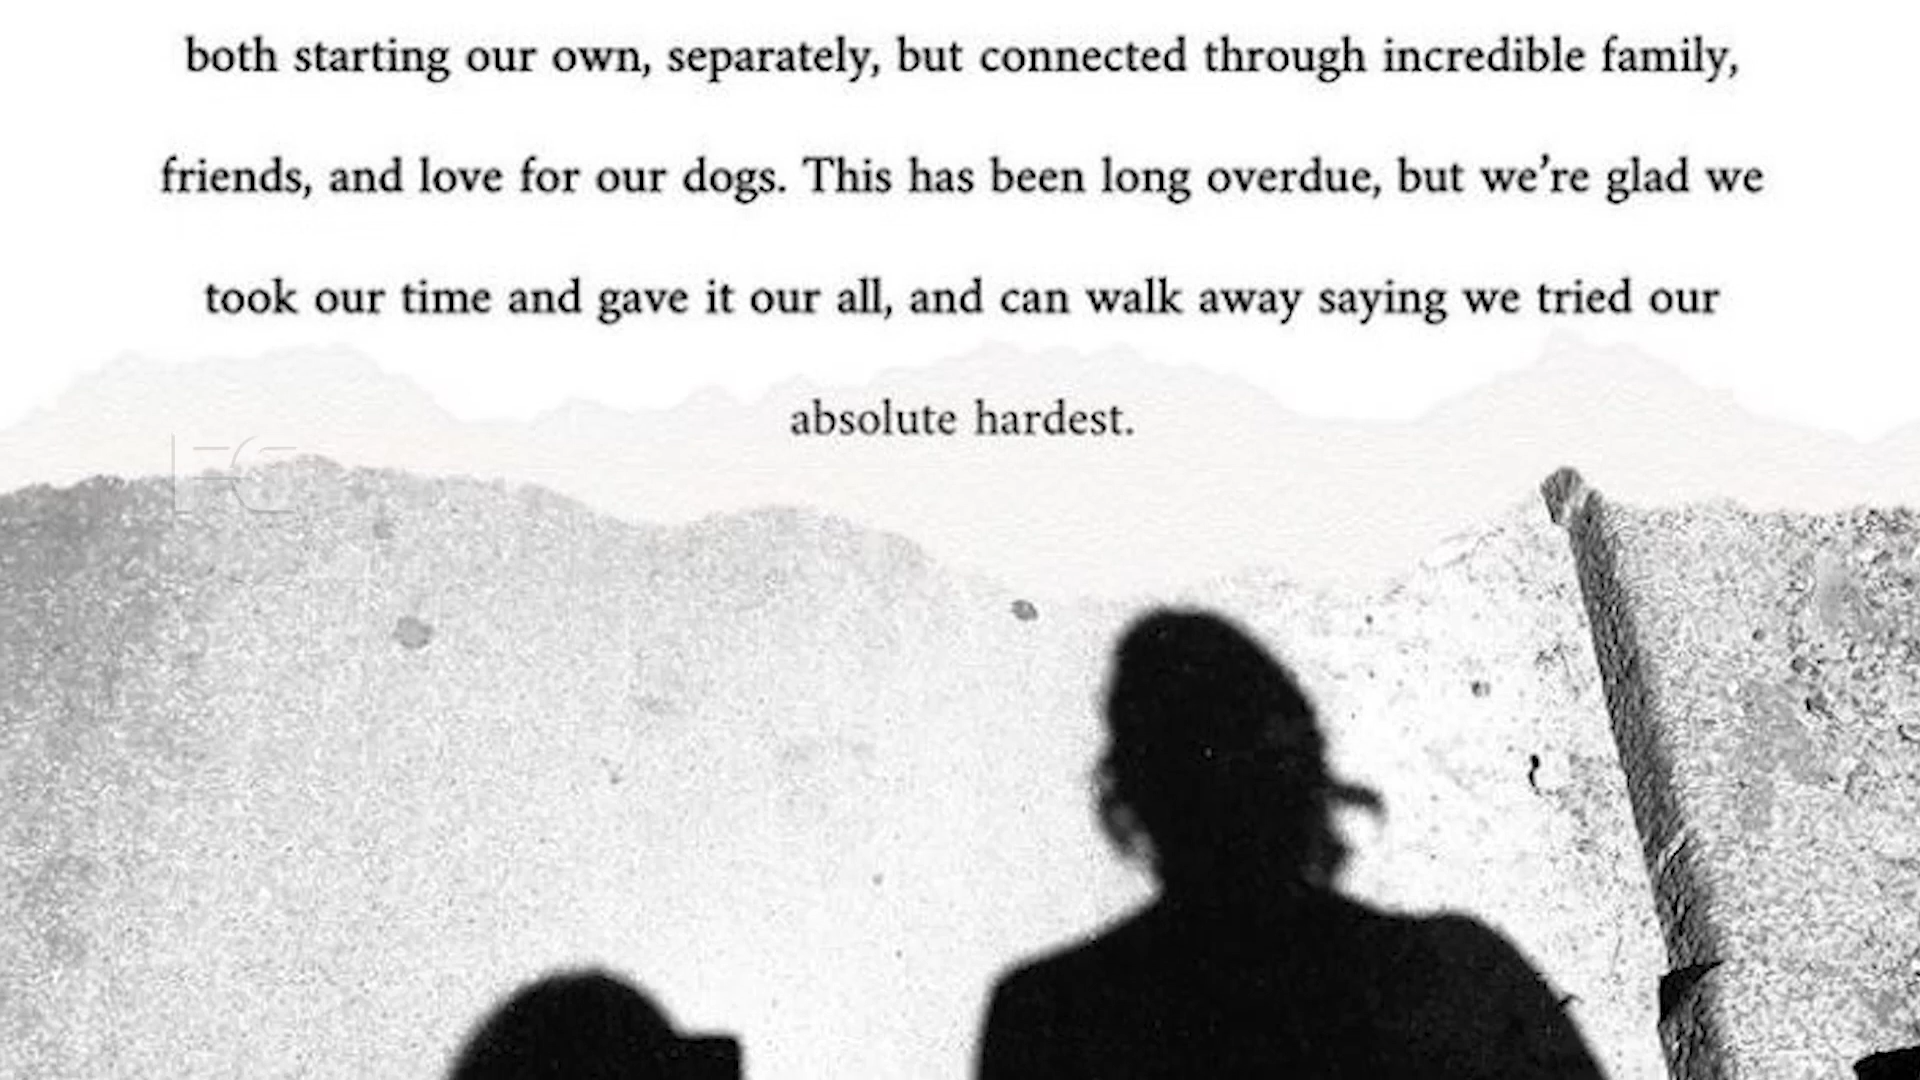 both starting our own, separately, but connected through incredible family,
friends, and love for our dogs. This has been long overdue, but we’re glad we
took our time and gave it our all, and can walk away saying we tried our
absolute hardest.